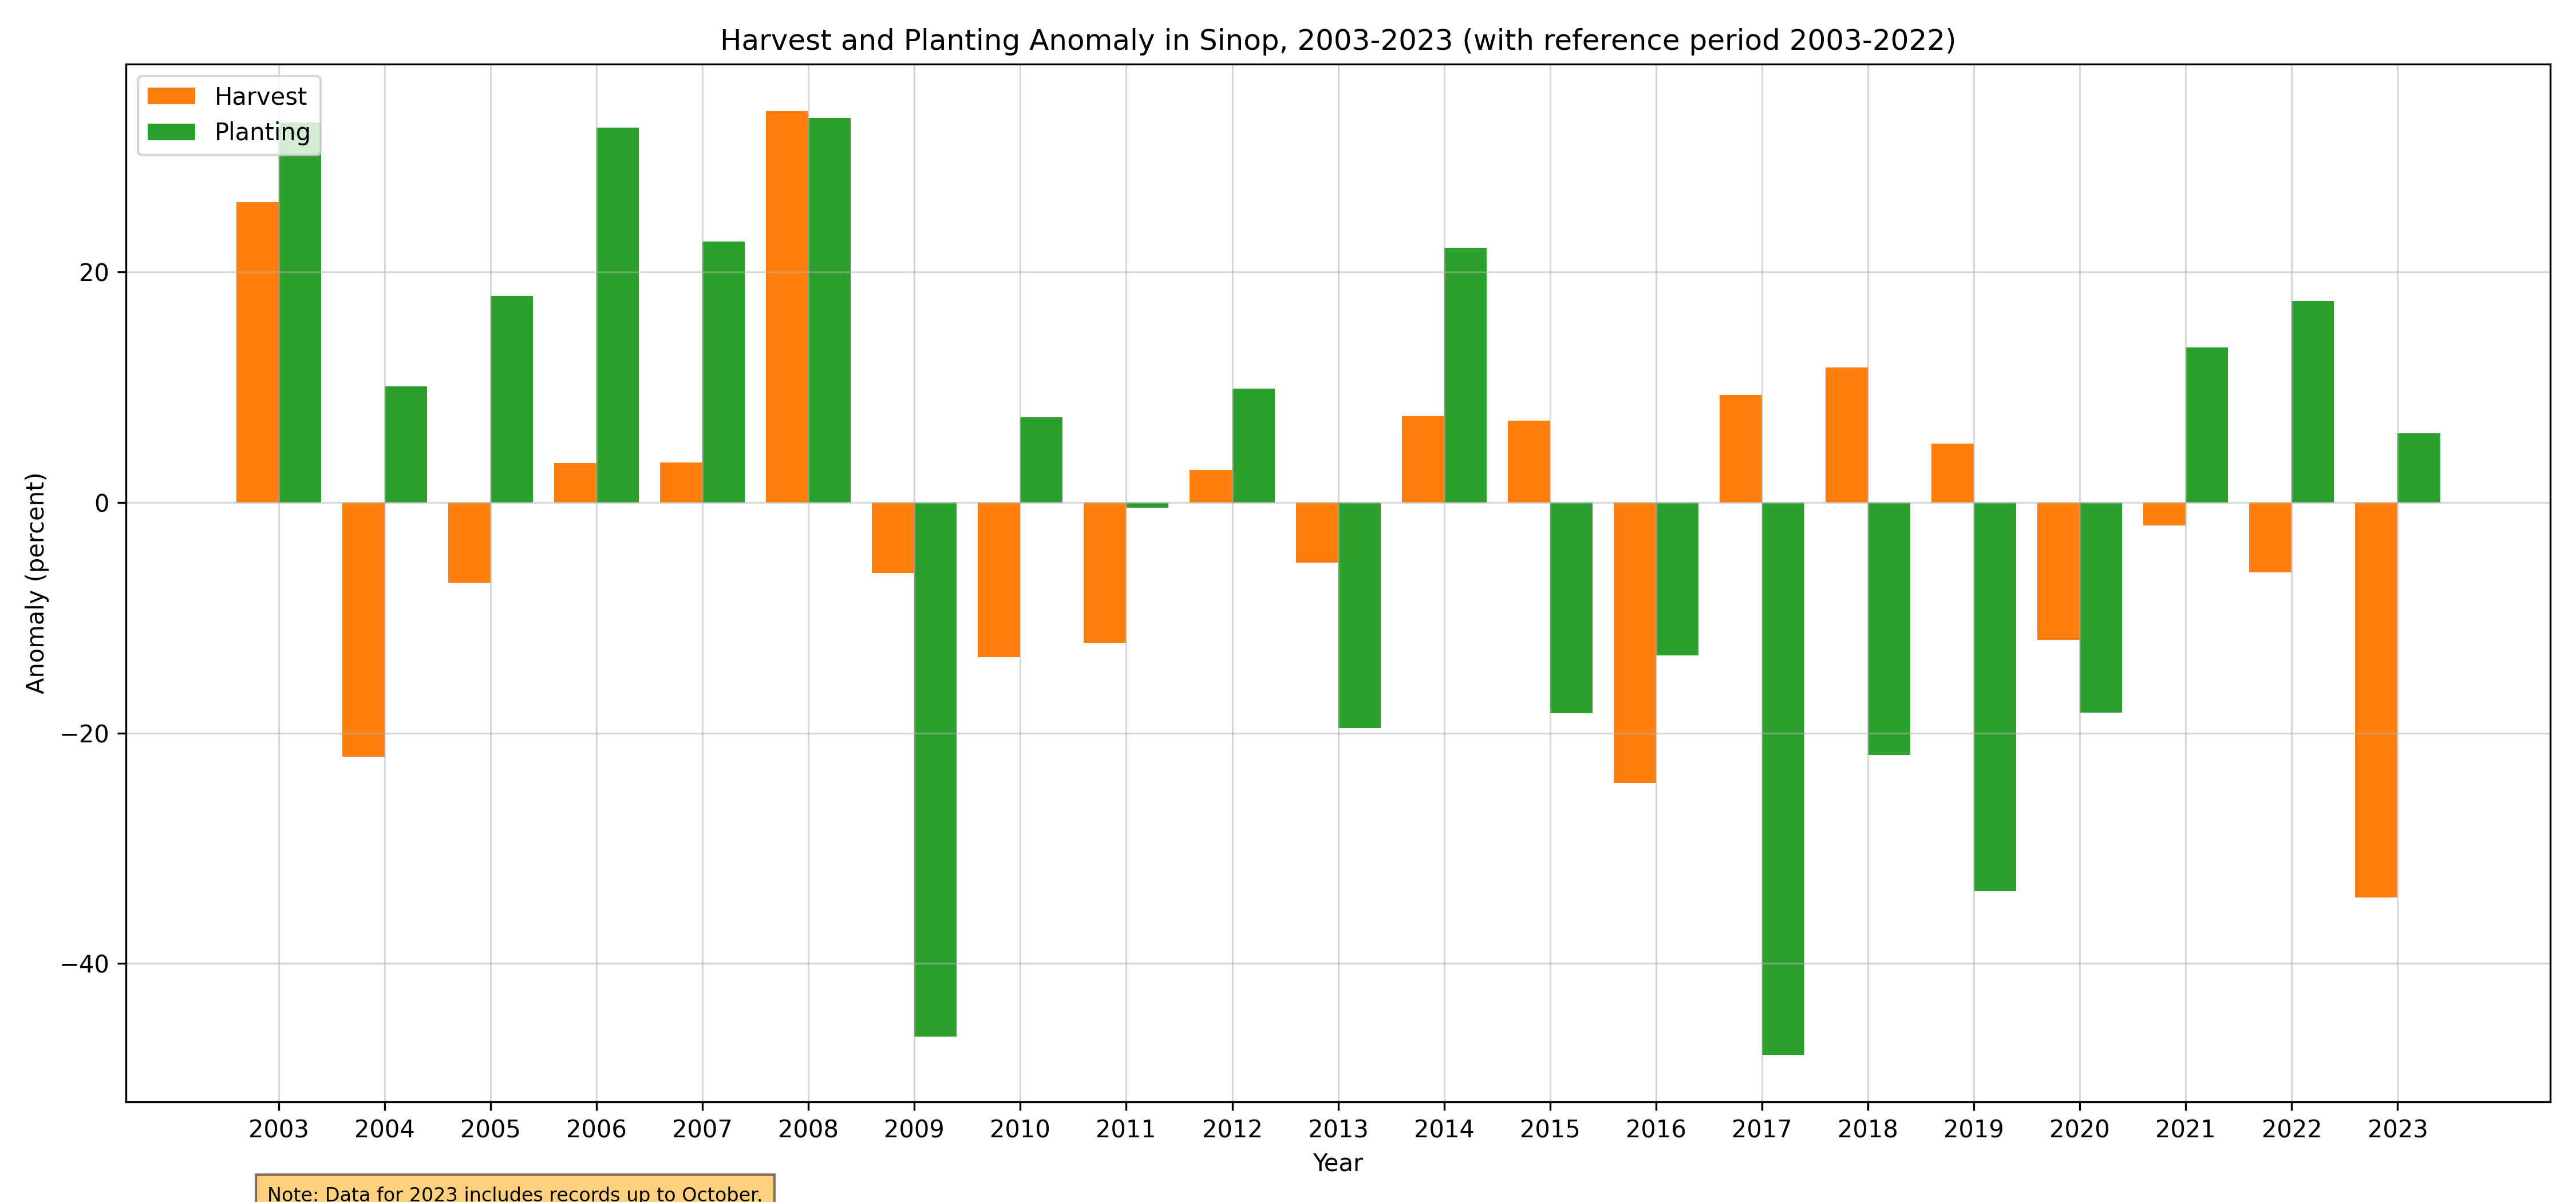 Harvest and Planting Anomaly in Sinop, 2003-2023 (with reference period 2003-2022)
Harvest
Planting
20
0
−20
−40
Anomaly (percent)
2003 2004 2005 2006 2007 2008 2009 2010 2011 2012 2013 2014 2015 2016 2017 2018 2019 2020 2021 2022 2023
Year
Note: Data for 2023 includes records up to October.